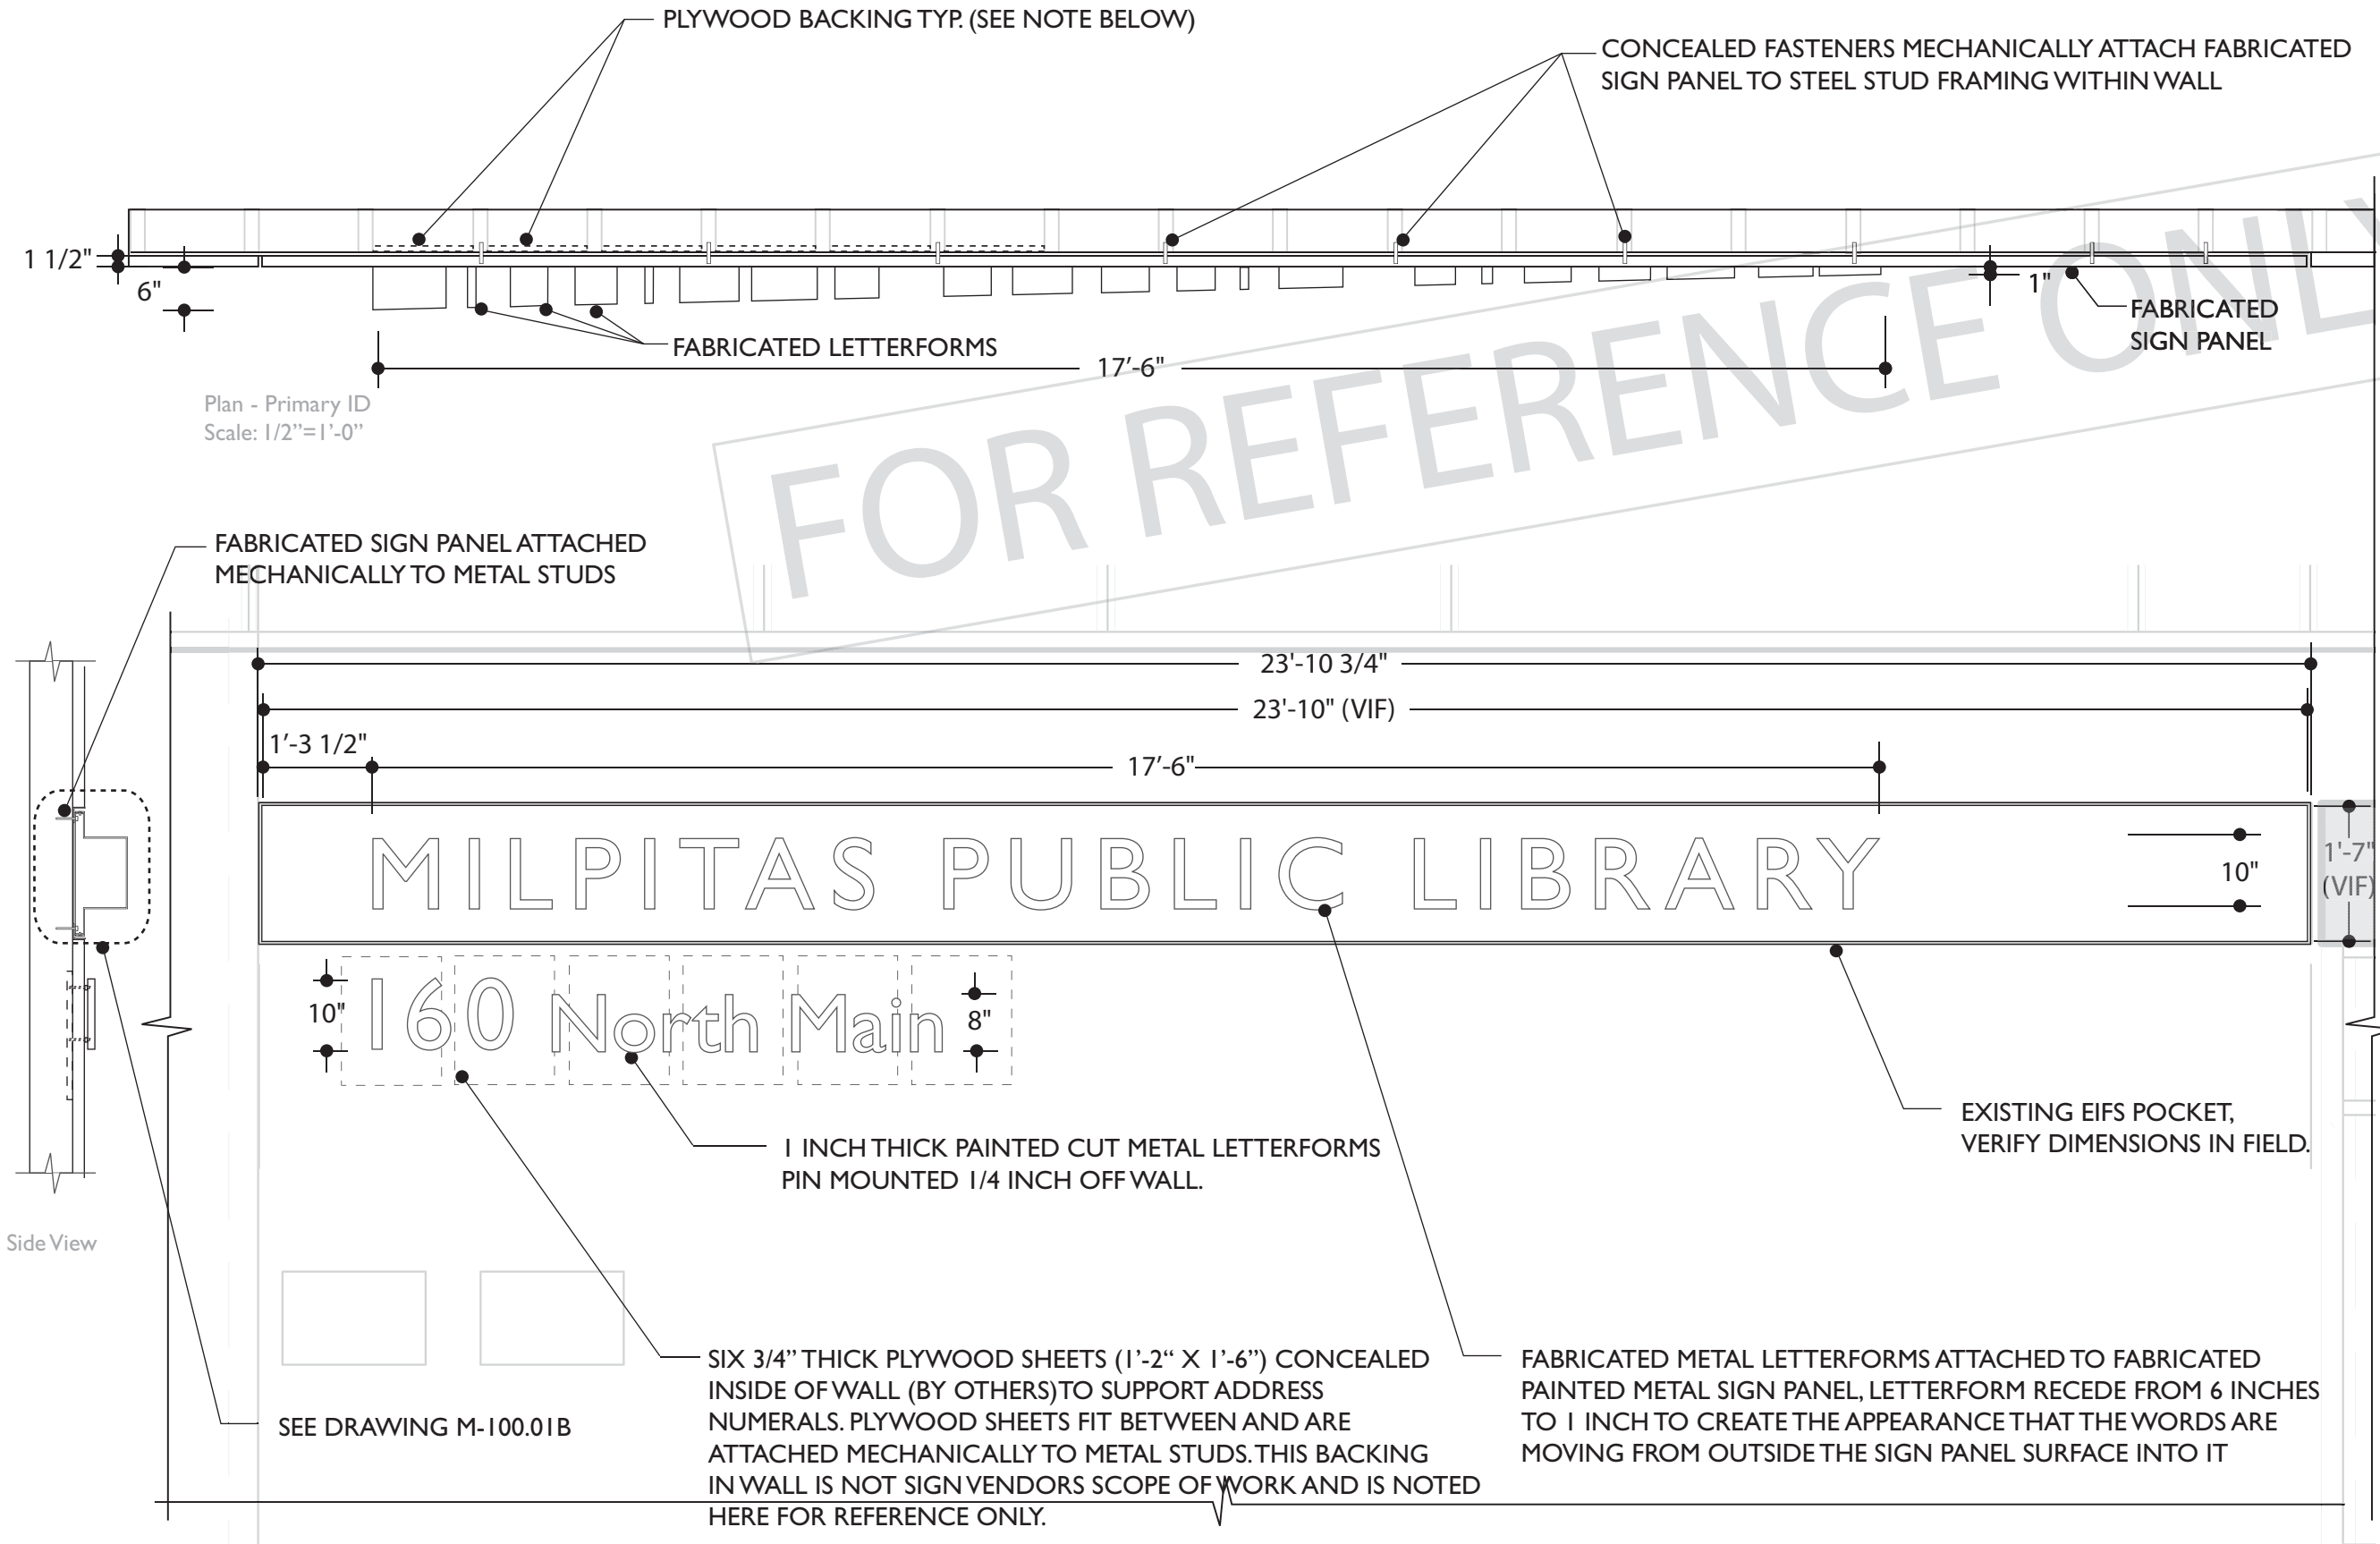 PLYWOOD BACKING TYP. (SEE NOTE BELOW)
CONCEALED FASTENERS MECHANICALLY ATTACH FABRICATED
SIGN PANEL TO STEEL STUD FRAMING WITHIN WALL
1 1/2"
6"
1"
FABRICATED
SIGN PANEL
FABRICATED LETTERFORMS
17'-6"
Plan - Primary ID
Scale: 1/2”=1’-0”
FOR REFERENCE ONLY
FABRICATED SIGN PANEL ATTACHED
MECHANICALLY TO METAL STUDS
23'-10 3/4"
23'-10" (VIF)
1’-3 1/2"
17’-6"
MILPITAS PUBLIC LIBRARY
10"
1'-7"
(VIF)
160 North Main
10"
8"
EXISTING EIFS POCKET,
VERIFY DIMENSIONS IN FIELD.
1 INCH THICK PAINTED CUT METAL LETTERFORMS
PIN MOUNTED 1/4 INCH OFF WALL.
Side View
SEE DRAWING M-100.01B
SIX 3/4” THICK PLYWOOD SHEETS (1’-2“ X 1’-6”) CONCEALED
INSIDE OF WALL (BY OTHERS)TO SUPPORT ADDRESS
NUMERALS. PLYWOOD SHEETS FIT BETWEEN AND ARE
ATTACHED MECHANICALLY TO METAL STUDS. THIS BACKING
IN WALL IS NOT SIGN VENDORS SCOPE OF WORK AND IS NOTED
HERE FOR REFERENCE ONLY.
FABRICATED METAL LETTERFORMS ATTACHED TO FABRICATED
PAINTED METAL SIGN PANEL, LETTERFORM RECEDE FROM 6 INCHES
TO 1 INCH TO CREATE THE APPEARANCE THAT THE WORDS ARE
MOVING FROM OUTSIDE THE SIGN PANEL SURFACE INTO IT